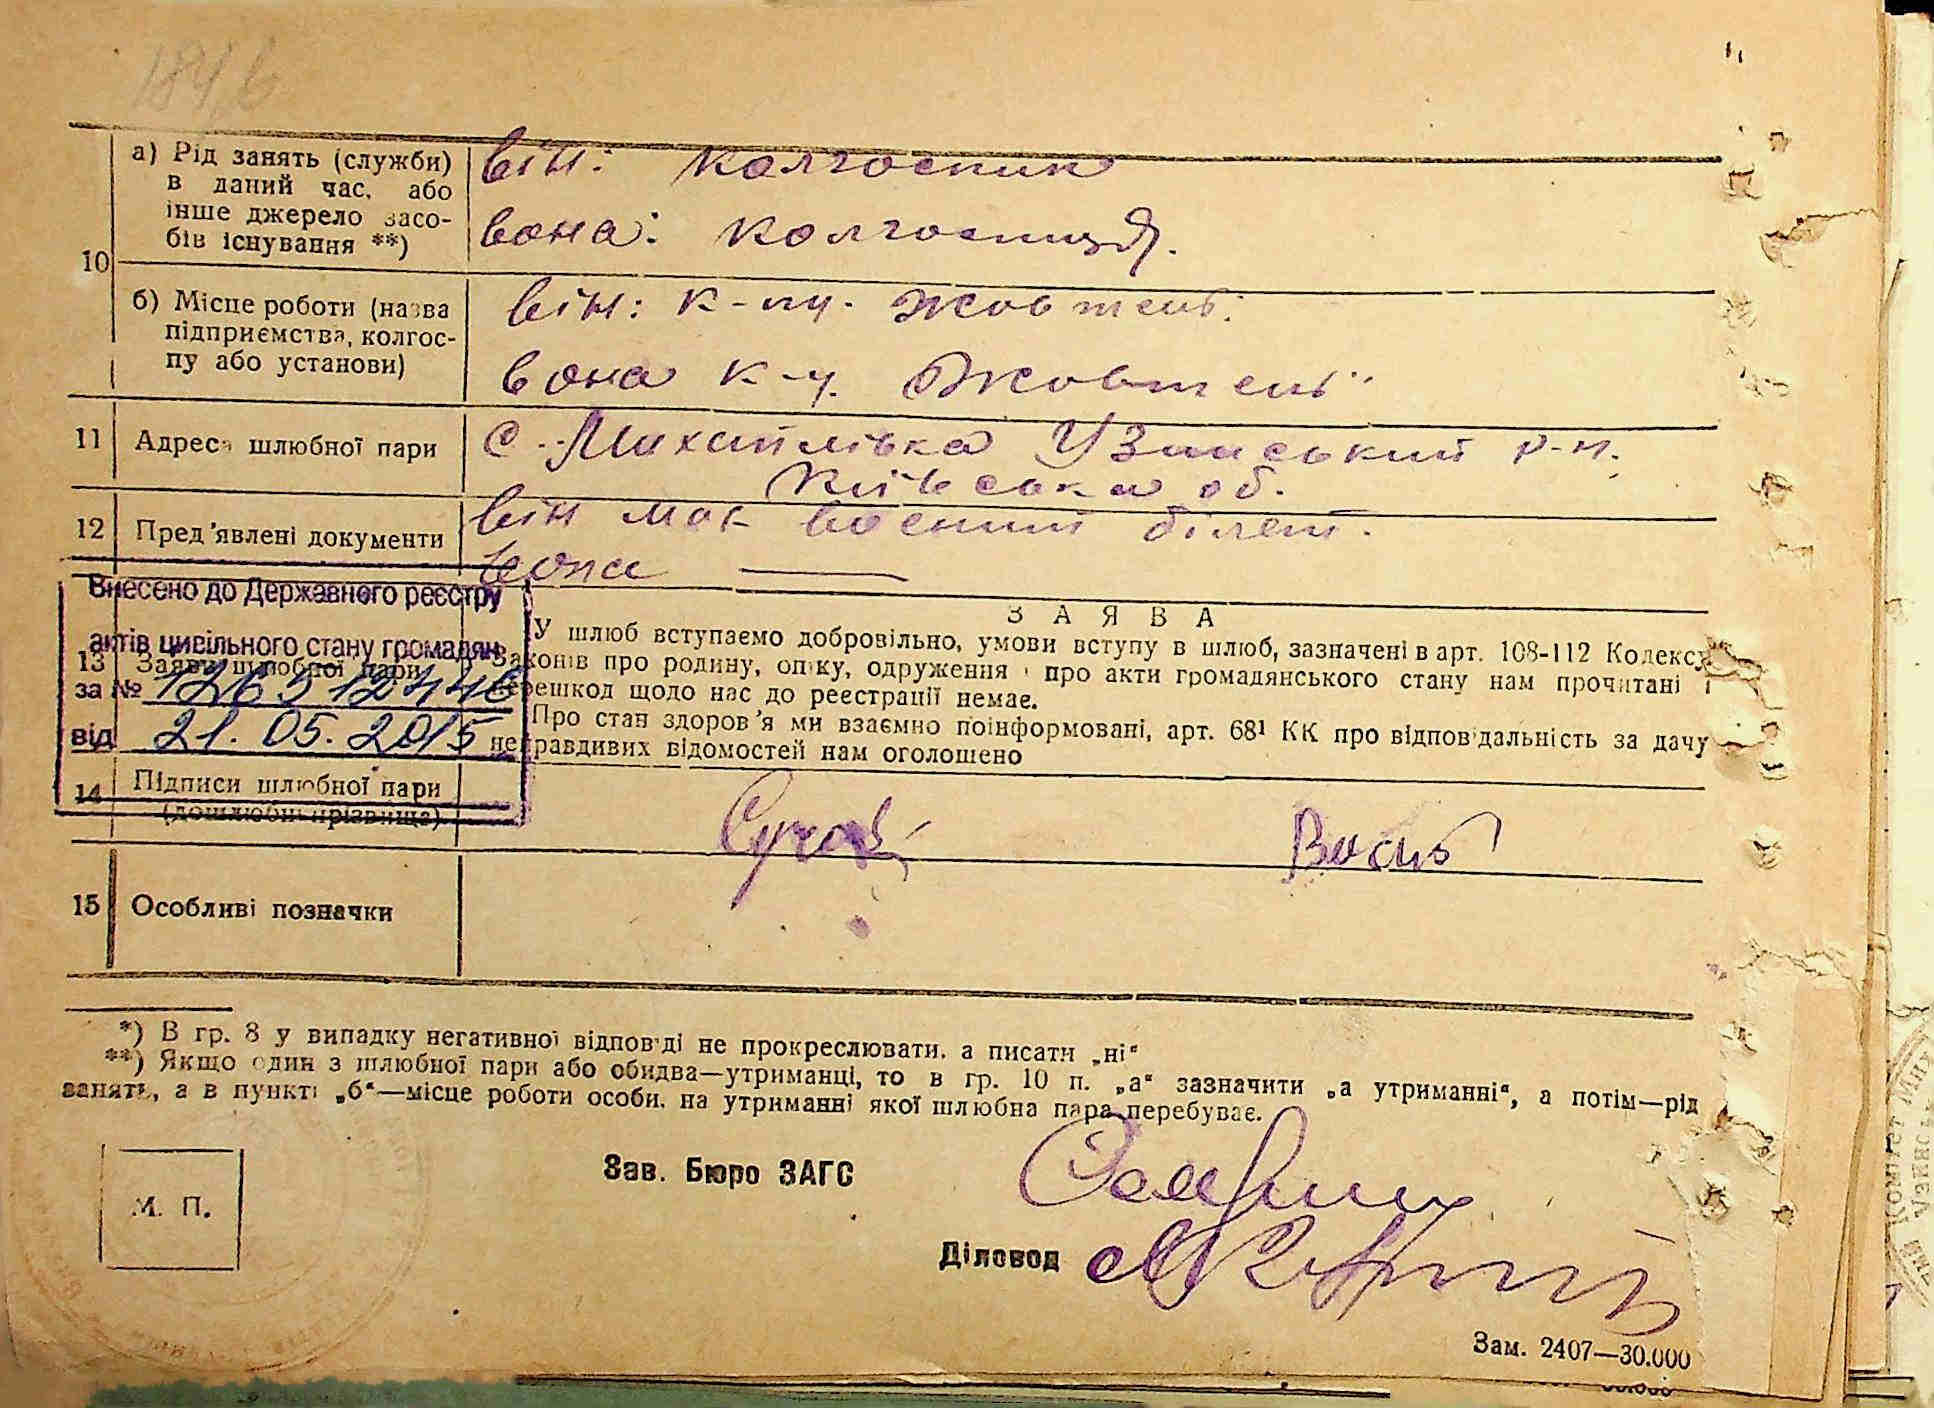 184,6
10
а) Рід занять (служби) в даний час, або інше джерело засобів існування **)
він: колгоспник
вона: колгоспниця.
б) Місце роботи (назва підприємства, колгоспу або установи)
він: к-п Жовтень
вона к-п Жовтень"
11 Адреса шлюбної пари
с. Михайлівка Узинський р-н.
Київська об.
12 Пред'явлені документи
він має воєний білет.
вона ———
Внесено до Державного реєстру
актів цивільного стану громадян
за №
від 21.05.2015
13 Заява шлюбної пари
ЗАЯВА
У шлюб вступаємо добровільно, умови вступу в шлюб, зазначені в арт. 108-112 Кодексу
Законів про родину, опіку, одруження і про акти громадянського стану нам прочитані і
перешкод щодо нас до реєстрації немає.
Про стан здоров'я ми взаємно поінформовані, арт. 68¹ КК про відповідальність за дачу
неправдивих відомостей нам оголошено
14 Підписи шлюбної пари
(дошлюбні прізвища)
15 Особливі позначки
*) В гр. 8 у випадку негативної відповіді не прокреслювати, а писати „ні“
**) Якщо один з шлюбної пари або обидва—утриманці, то в гр. 10 п. „а“ зазначити „а утриманні“, а потім—рід
занять, а в пункті „б“—місце роботи особи, на утриманні якої шлюбна пара перебуває.
М. П.
Зав. Бюро ЗАГС
Діловод
Зам. 2407—30.000